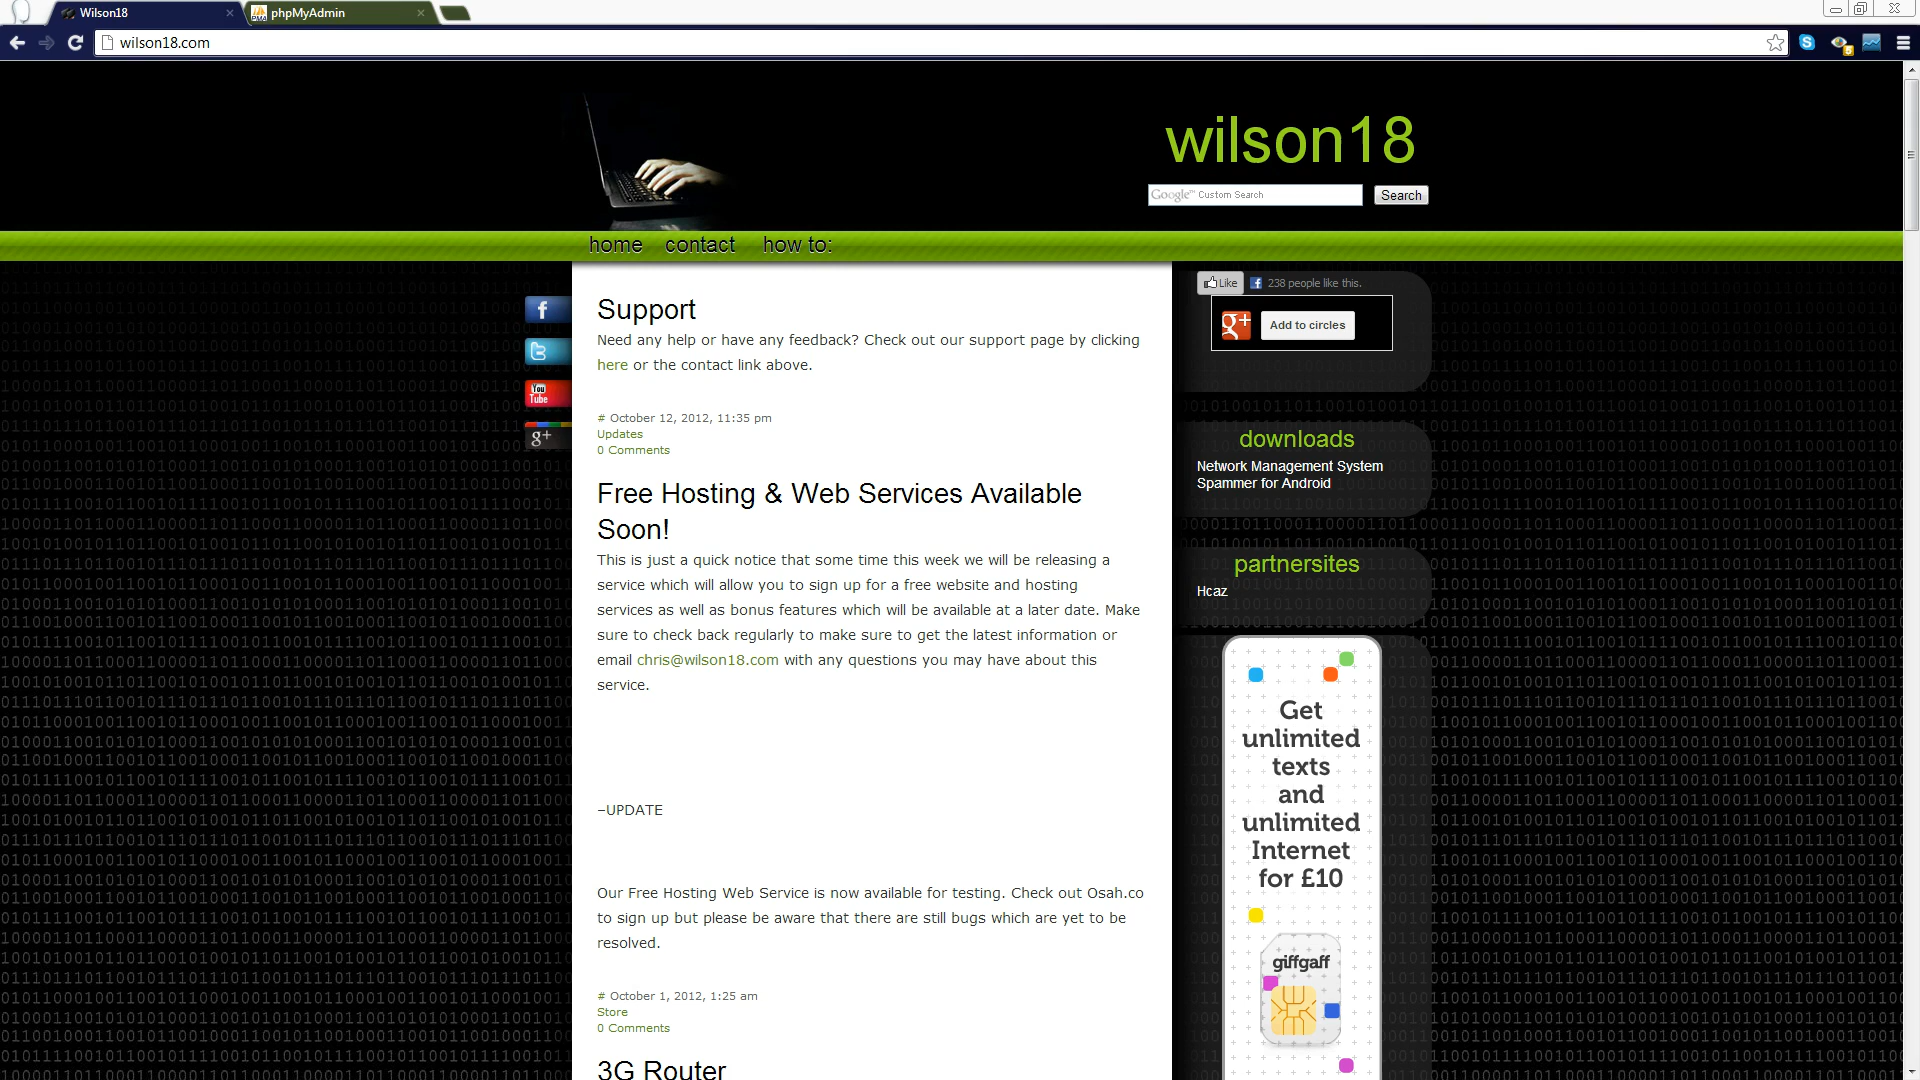 Wilson18
phpMyAdmin
wilson18.com
wilson18
Google™ Custom Search
Search
home contact how to:
Support
Need any help or have any feedback? Check out our support page by clicking
here or the contact link above.
# October 12, 2012, 11:35 pm
Updates
0 Comments
Free Hosting & Web Services Available
Soon!
This is just a quick notice that some time this week we will be releasing a
service which will allow you to sign up for a free website and hosting
services as well as bonus features which will be available at a later date. Make
sure to check back regularly to make sure to get the latest information or
email chris@wilson18.com with any questions you may have about this
service.
–UPDATE
Our Free Hosting Web Service is now available for testing. Check out Osah.co
to sign up but please be aware that there are still bugs which are yet to be
resolved.
# October 1, 2012, 1:25 am
Store
0 Comments
3G Router
You
Tube
g+
Like
238 people like this.
g+
Add to circles
downloads
Network Management System
Spammer for Android
partnersites
Hcaz
Get
unlimited
texts
and
unlimited
Internet
for £10
giffgaff